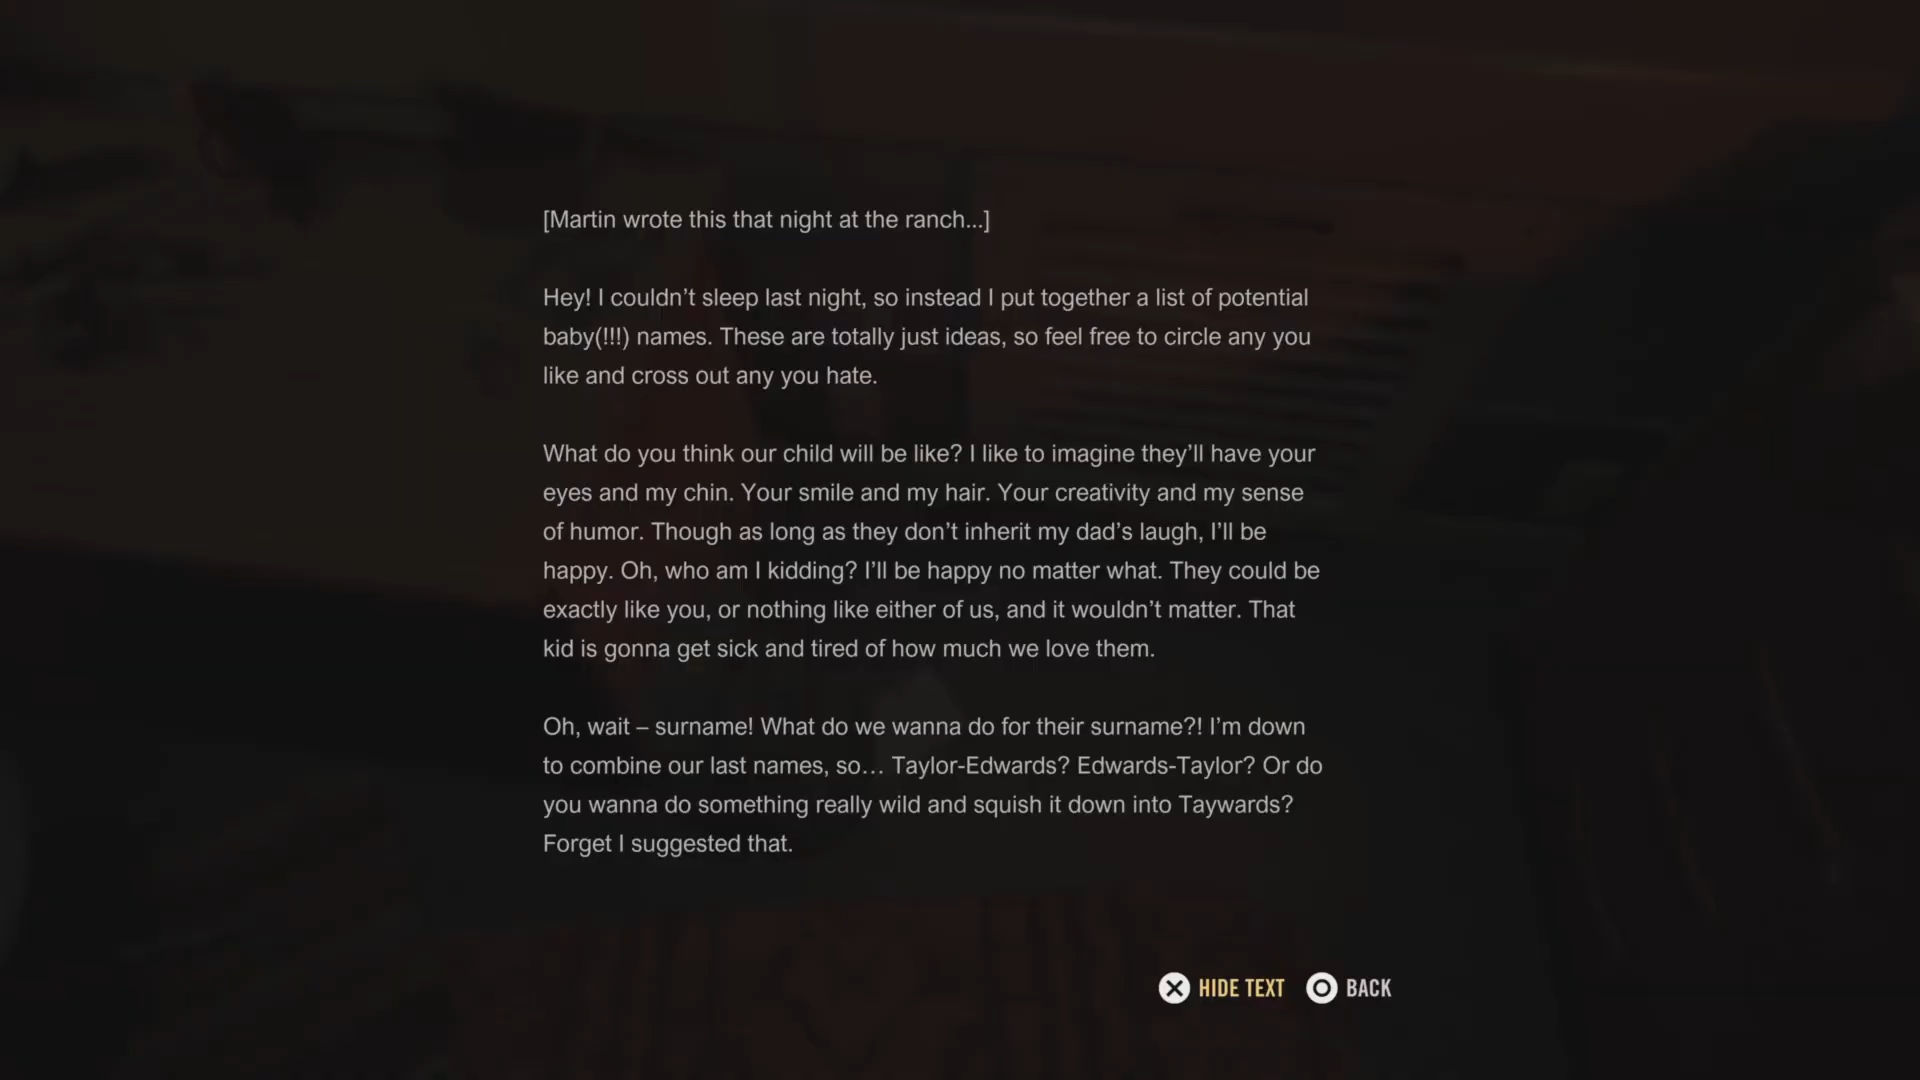 [Martin wrote this that night at the ranch...]
Hey! I couldn’t sleep last night, so instead I put together a list of potential
baby(!!!) names. These are totally just ideas, so feel free to circle any you
like and cross out any you hate.
What do you think our child will be like? I like to imagine they’ll have your
eyes and my chin. Your smile and my hair. Your creativity and my sense
of humor. Though as long as they don’t inherit my dad’s laugh, I’ll be
happy. Oh, who am I kidding? I’ll be happy no matter what. They could be
exactly like you, or nothing like either of us, and it wouldn’t matter. That
kid is gonna get sick and tired of how much we love them.
Oh, wait – surname! What do we wanna do for their surname?! I’m down
to combine our last names, so… Taylor-Edwards? Edwards-Taylor? Or do
you wanna do something really wild and squish it down into Taywards?
Forget I suggested that.
HIDE TEXT BACK